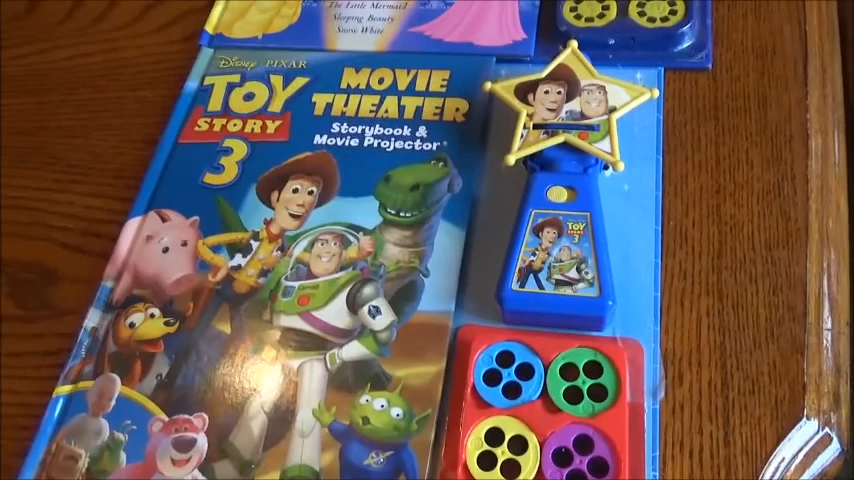 The Little Mermaid
Sleeping Beauty
Snow White
Disney PIXAR
TOY
STORY
3
MOVIE
THEATER
Storybook &
Movie Projector
TOY
STORY
3